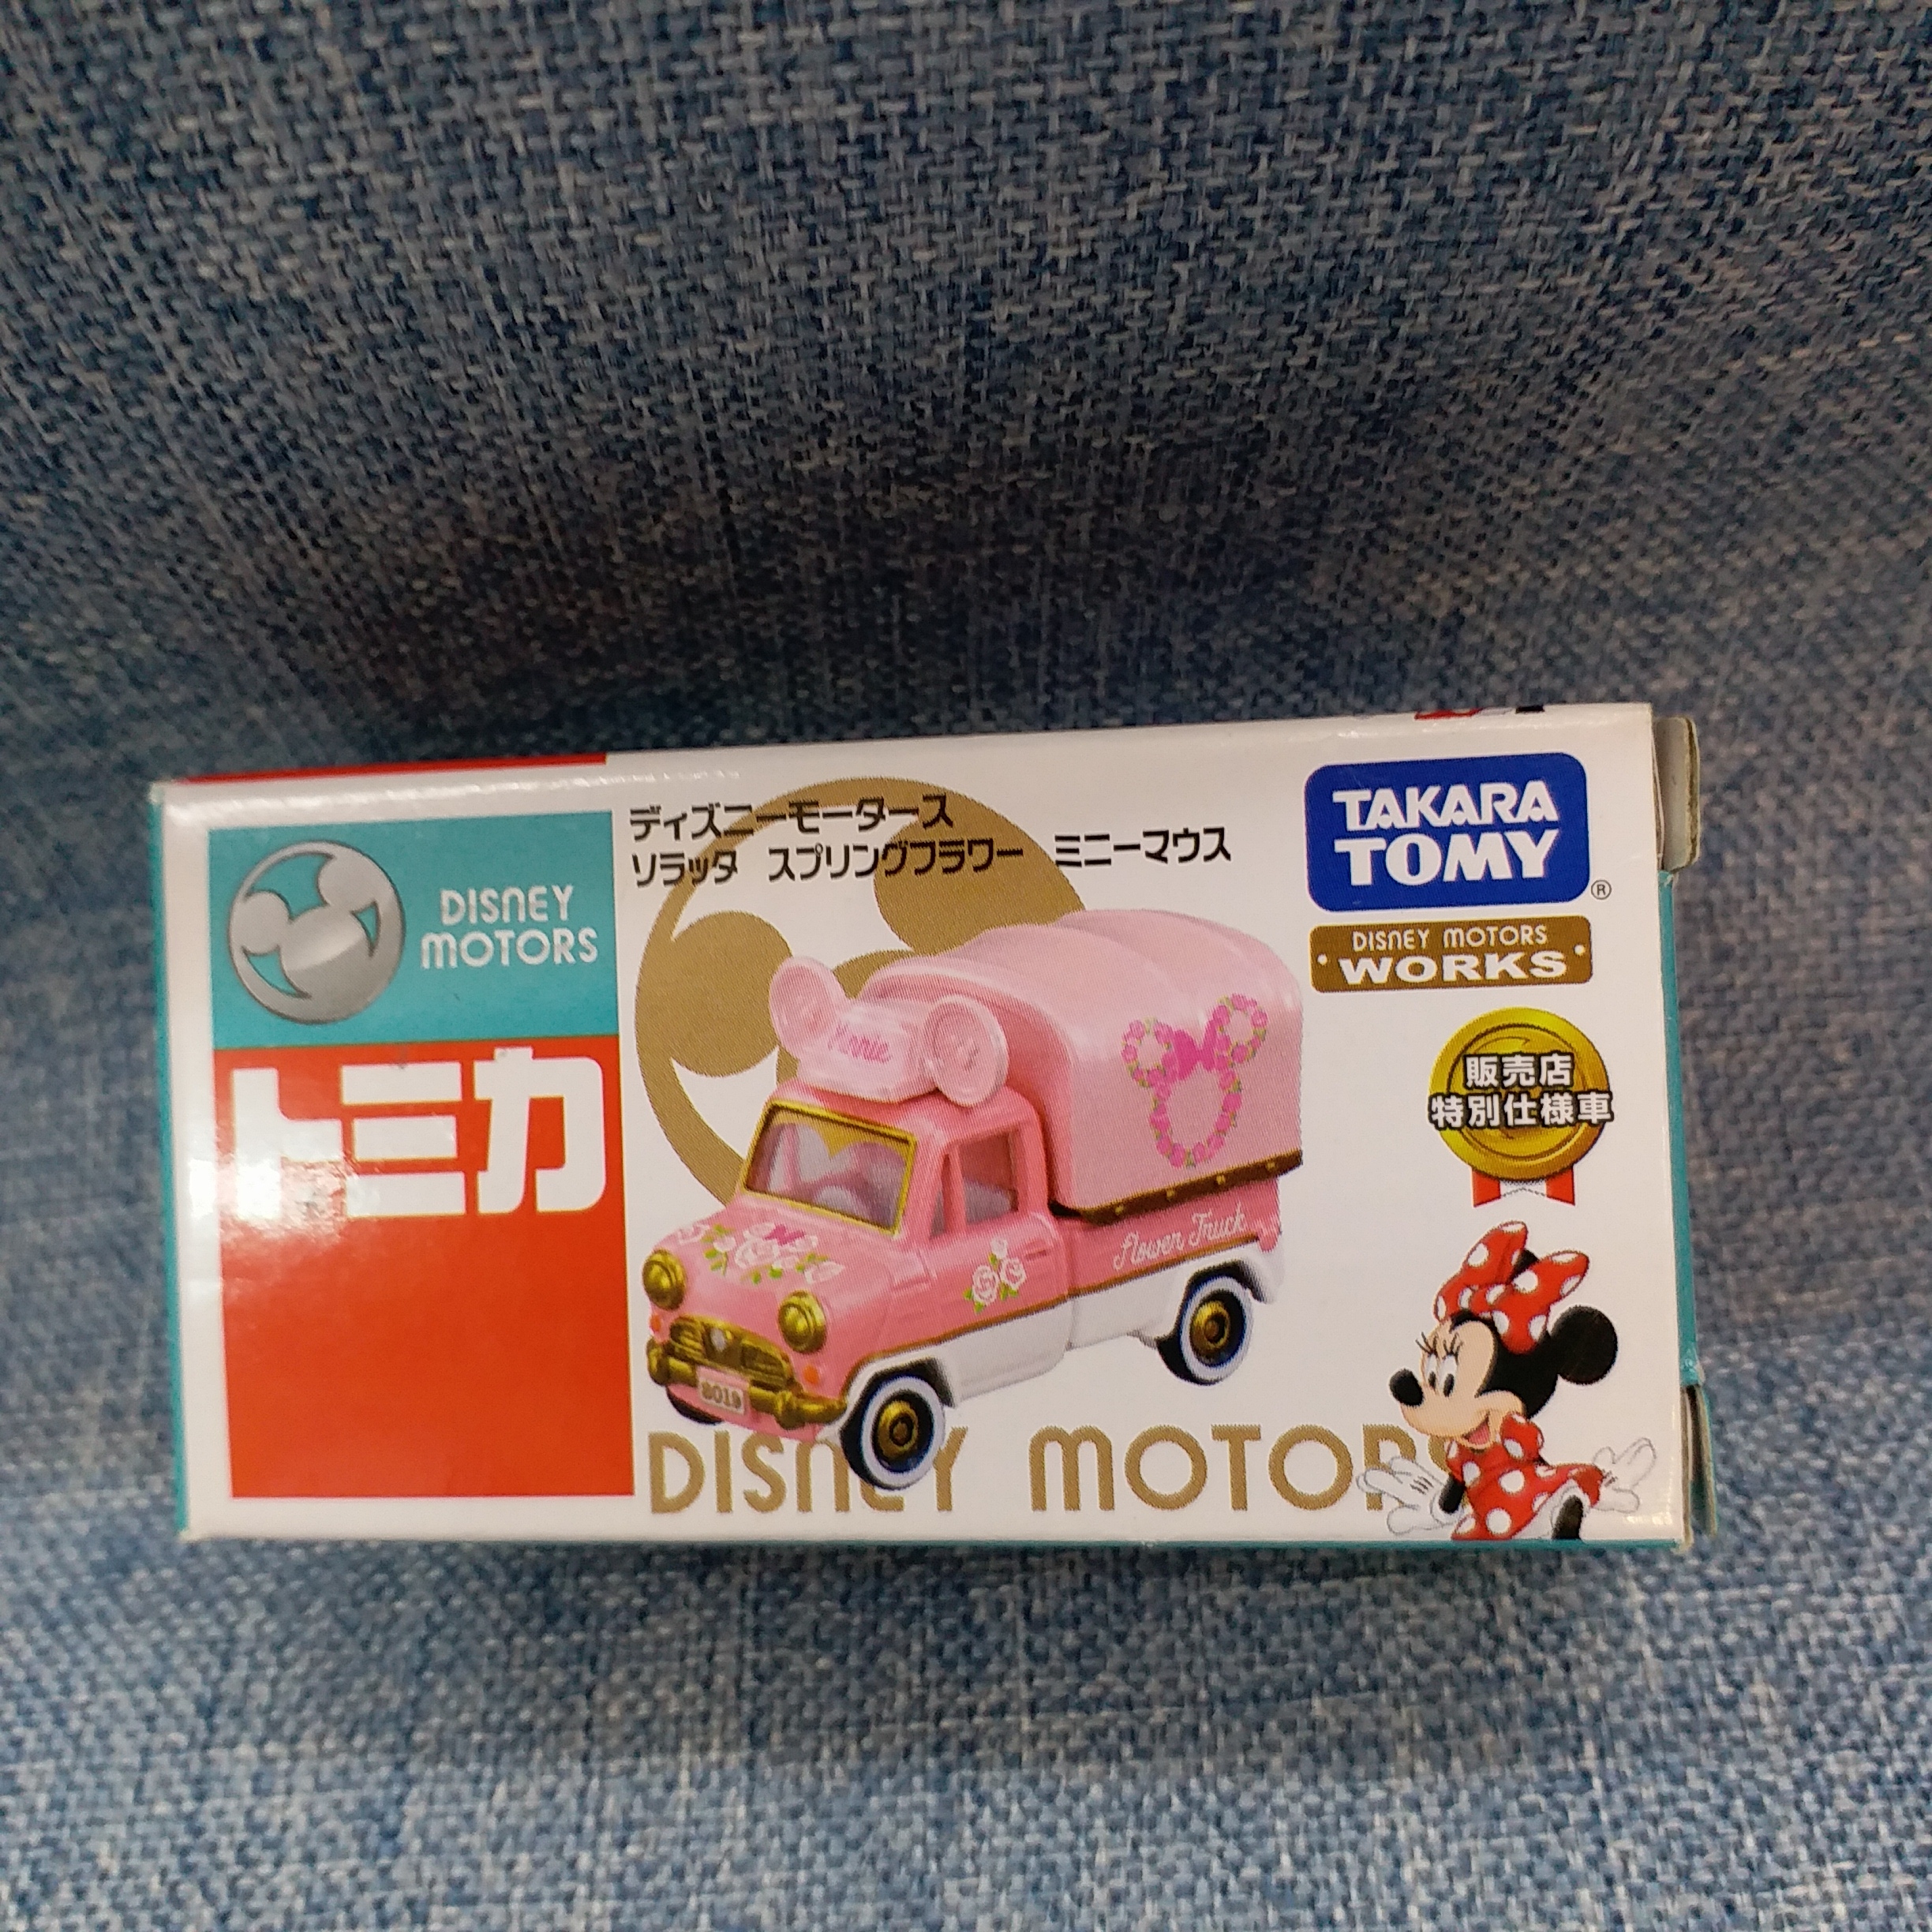 ディズニーモータース
ソラッタ スプリングフラワー ミニーマウス
TAKARA
TOMY
®
DISNEY
MOTORS
DISNEY MOTORS
WORKS
トミカ
販売店
特別仕様車
Minnie
Flower Truck
2019
DISNEY MOTORS